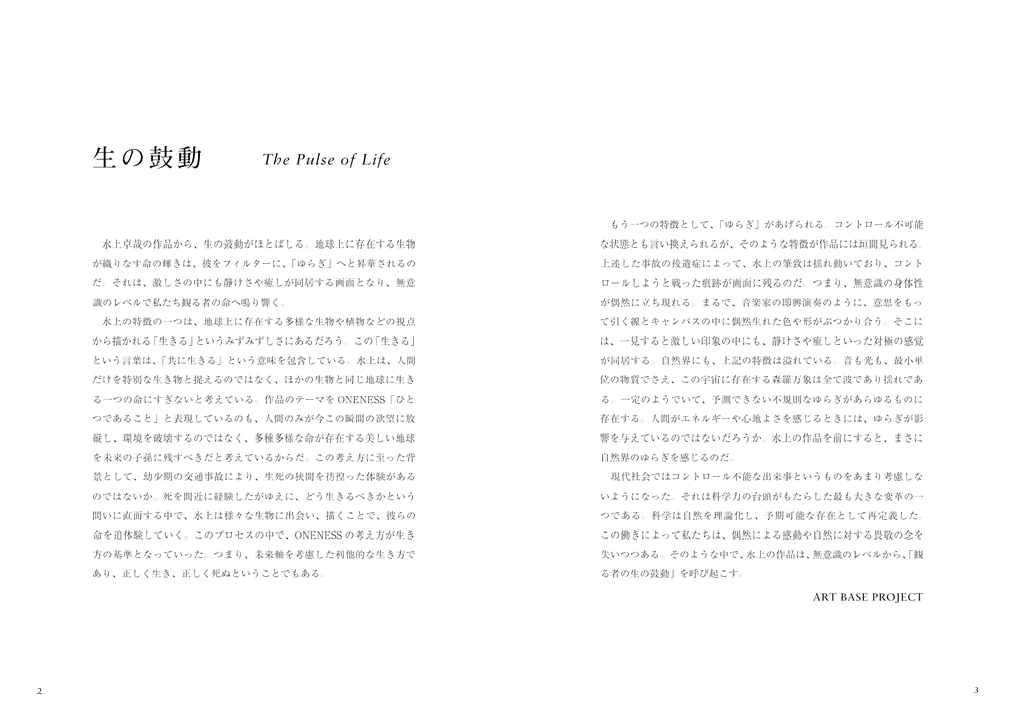 生の鼓動 The Pulse of Life
水上卓哉の作品から、生の鼓動がほとばしる。地球上に存在する生物
が織りなす命の輝きは、彼をフィルターに、「ゆらぎ」へと昇華されるの
だ。それは、激しさの中にも静けさや癒しが同居する画面となり、無意
識のレベルで私たち観る者の命へ鳴り響く。
水上の特徴の一つは、地球上に存在する多様な生物や植物などの視点
から描かれる「生きる」というみずみずしさにあるだろう。この「生きる」
という言葉は、「共に生きる」という意味を包含している。水上は、人間
だけを特別な生き物と捉えるのではなく、ほかの生物と同じ地球に生き
る一つの命にすぎないと考えている。作品のテーマを ONENESS「ひと
つであること」と表現しているのも、人間のみが今この瞬間の欲望に放
縦し、環境を破壊するのではなく、多種多様な命が存在する美しい地球
を未来の子孫に残すべきだと考えているからだ。この考え方に至った背
景として、幼少期の交通事故により、生死の狭間を彷徨った体験がある
のではないか。死を間近に経験したがゆえに、どう生きるべきかという
問いに直面する中で、水上は様々な生物に出会い、描くことで、彼らの
命を追体験していく。このプロセスの中で、ONENESS の考え方が生き
方の基準となっていった。つまり、未来軸を考慮した利他的な生き方で
あり、正しく生き、正しく死ぬということでもある。
もう一つの特徴として、「ゆらぎ」があげられる。コントロール不可能
な状態とも言い換えられるが、そのような特徴が作品には垣間見られる。
上述した事故の後遺症によって、水上の筆致は揺れ動いており、コント
ロールしようと戦った痕跡が画面に残るのだ。つまり、無意識の身体性
が偶然に立ち現れる。まるで、音楽家の即興演奏のように、意思をもっ
て引く線とキャンバスの中に偶然生れた色や形がぶつかり合う。そこに
は、一見すると激しい印象の中にも、静けさや癒しといった対極の感覚
が同居する。自然界にも、上記の特徴は溢れている。音も光も、最小単
位の物質でさえ、この宇宙に存在する森羅万象は全て波であり揺れであ
る。一定のようでいて、予測できない不規則なゆらぎがあらゆるものに
存在する。人間がエネルギーや心地よさを感じるときには、ゆらぎが影
響を与えているのではないだろうか。水上の作品を前にすると、まさに
自然界のゆらぎを感じるのだ。
現代社会ではコントロール不能な出来事というものをあまり考慮しな
いようになった。それは科学力の台頭がもたらした最も大きな変革の一
つである。科学は自然を理論化し、予期可能な存在として再定義した。
この働きによって私たちは、偶然による感動や自然に対する畏敬の念を
失いつつある。そのような中で、水上の作品は、無意識のレベルから、「観
る者の生の鼓動」を呼び起こす。
ART BASE PROJECT
2
3